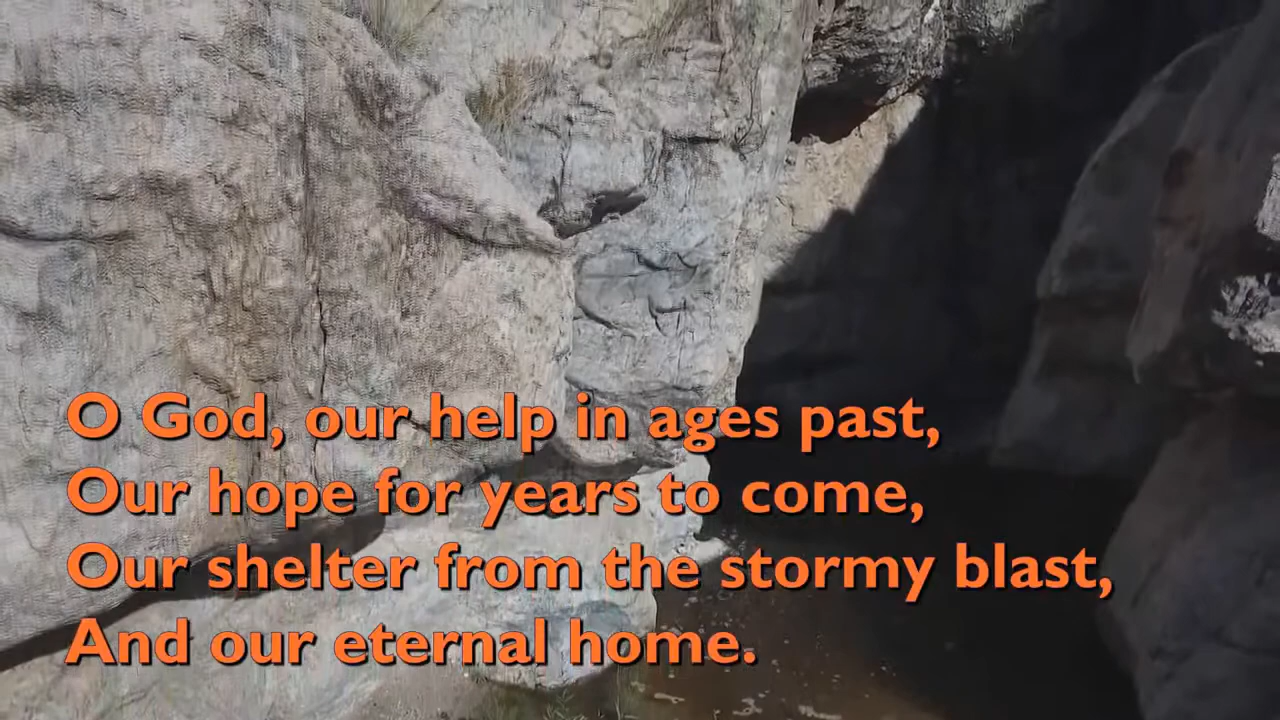 O God, our help in ages past,
Our hope for years to come,
Our shelter from the stormy blast,
And our eternal home.